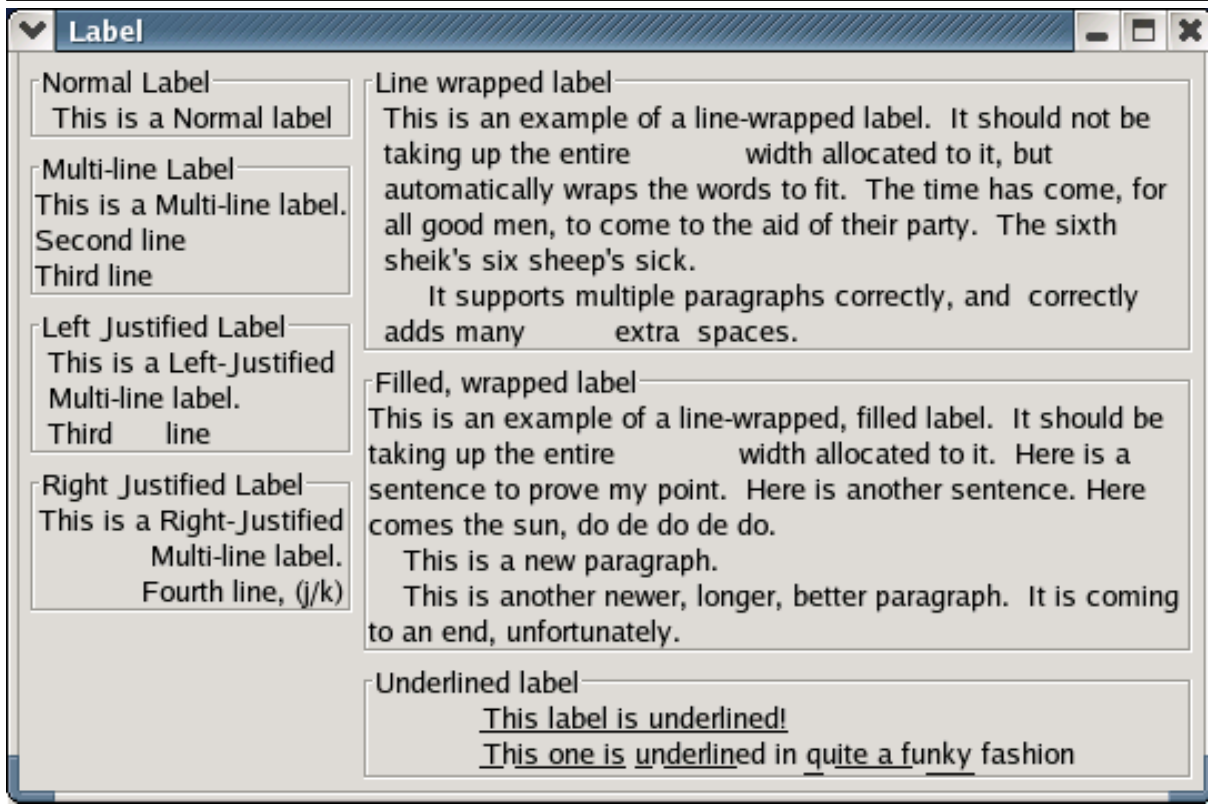 Label
Normal Label
This is a Normal label
Multi-line Label
This is a Multi-line label.
Second line
Third line
Left Justified Label
This is a Left-Justified
Multi-line label.
Third      line
Right Justified Label
This is a Right-Justified
Multi-line label.
Fourth line, (j/k)
Line wrapped label
This is an example of a line-wrapped label.  It should not be
taking up the entire             width allocated to it, but
automatically wraps the words to fit.  The time has come, for
all good men, to come to the aid of their party.  The sixth
sheik's six sheep's sick.
     It supports multiple paragraphs correctly, and  correctly
adds many          extra  spaces.
Filled, wrapped label
This is an example of a line-wrapped, filled label.  It should be
taking up the entire              width allocated to it.  Here is a
sentence to prove my point.  Here is another sentence. Here
comes the sun, do de do de do.
    This is a new paragraph.
    This is another newer, longer, better paragraph.  It is coming
to an end, unfortunately.
Underlined label
This label is underlined!
This one is underlined in quite a funky fashion